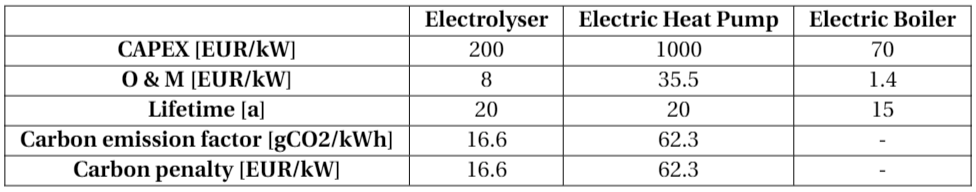 Electrolyser Electric Heat Pump Electric Boiler
CAPEX [EUR/kW] 200 1000 70
O & M [EUR/kW] 8 35.5 1.4
Lifetime [a] 20 20 15
Carbon emission factor [gCO2/kWh] 16.6 62.3 -
Carbon penalty [EUR/kW] 16.6 62.3 -